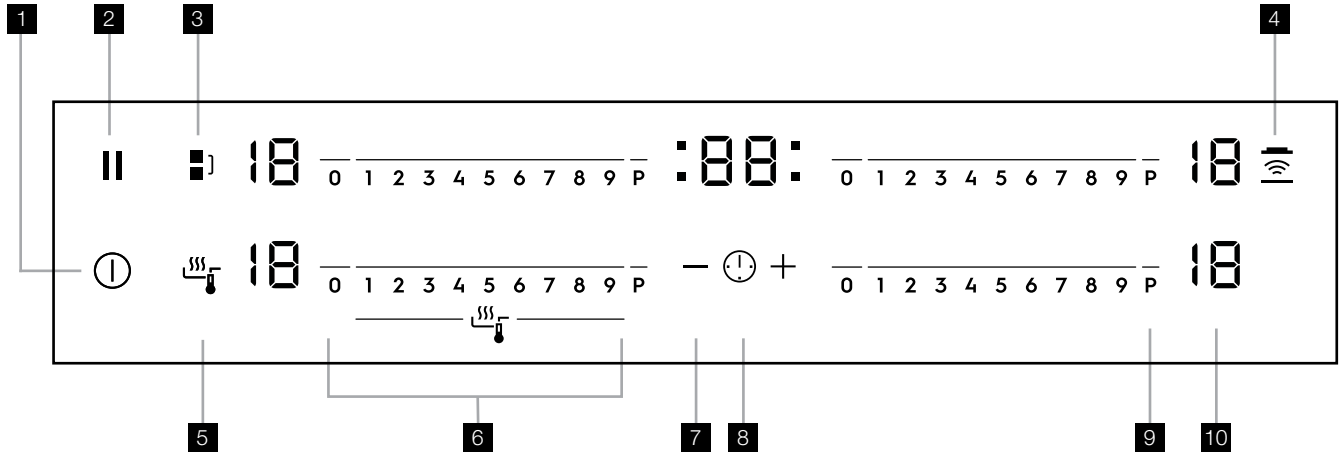 1 2 3 4
18 0 1 2 3 4 5 6 7 8 9 P :88: 0 1 2 3 4 5 6 7 8 9 P 18
18 0 1 2 3 4 5 6 7 8 9 P − + 0 1 2 3 4 5 6 7 8 9 P 18
5 6 7 8 9 10